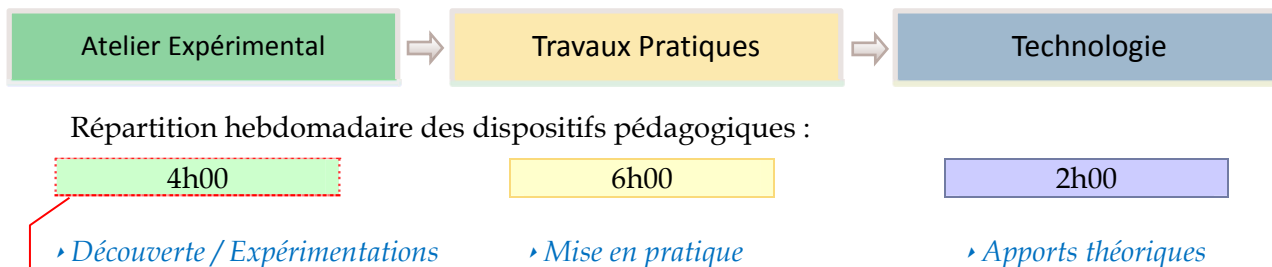 Atelier Expérimental Travaux Pratiques Technologie
Répartition hebdomadaire des dispositifs pédagogiques :
4h00 6h00 2h00
‣ Découverte / Expérimentations ‣ Mise en pratique ‣ Apports théoriques